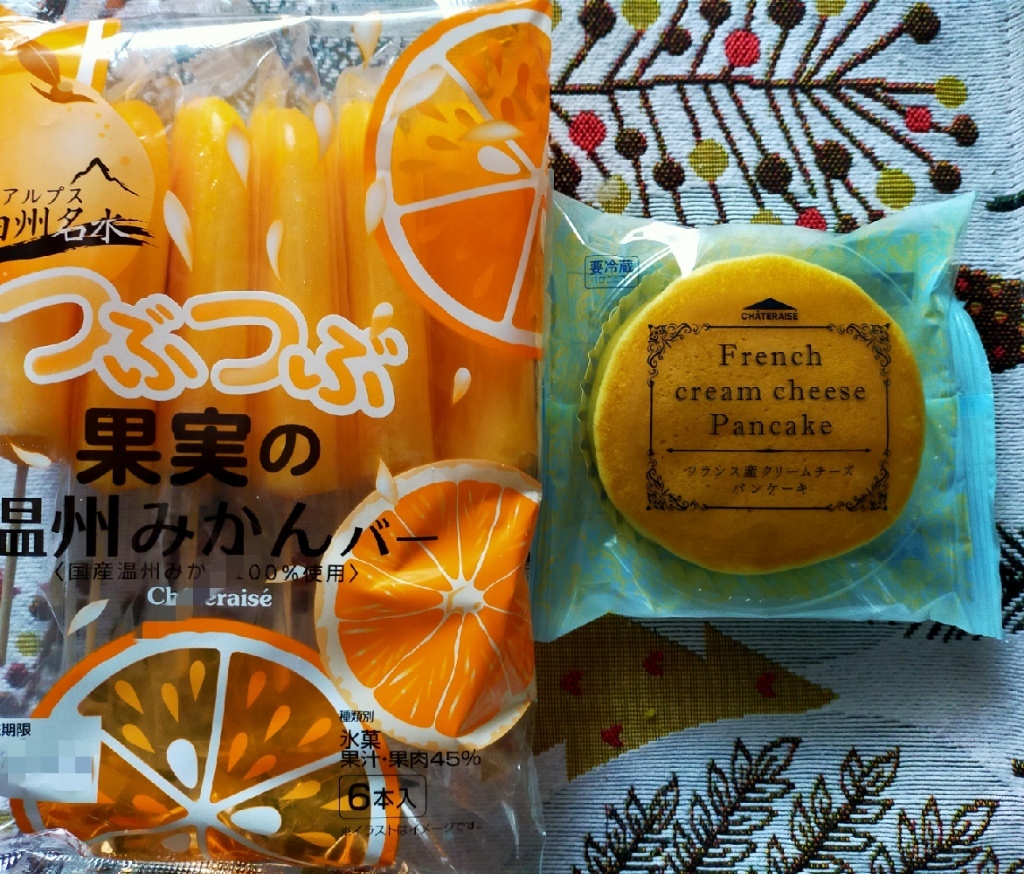 アルプス
白州名水
つぶつぶ
果実の
温州みかんバー
〈国産温州みか 100%使用〉
Ch eraisé
期限
種類別
氷菓
果汁・果肉45%
6本入
※イラストはイメージです。
要冷蔵
CHÂTERAISÉ
French
cream cheese
Pancake
フランス産クリームチーズ
パンケーキ